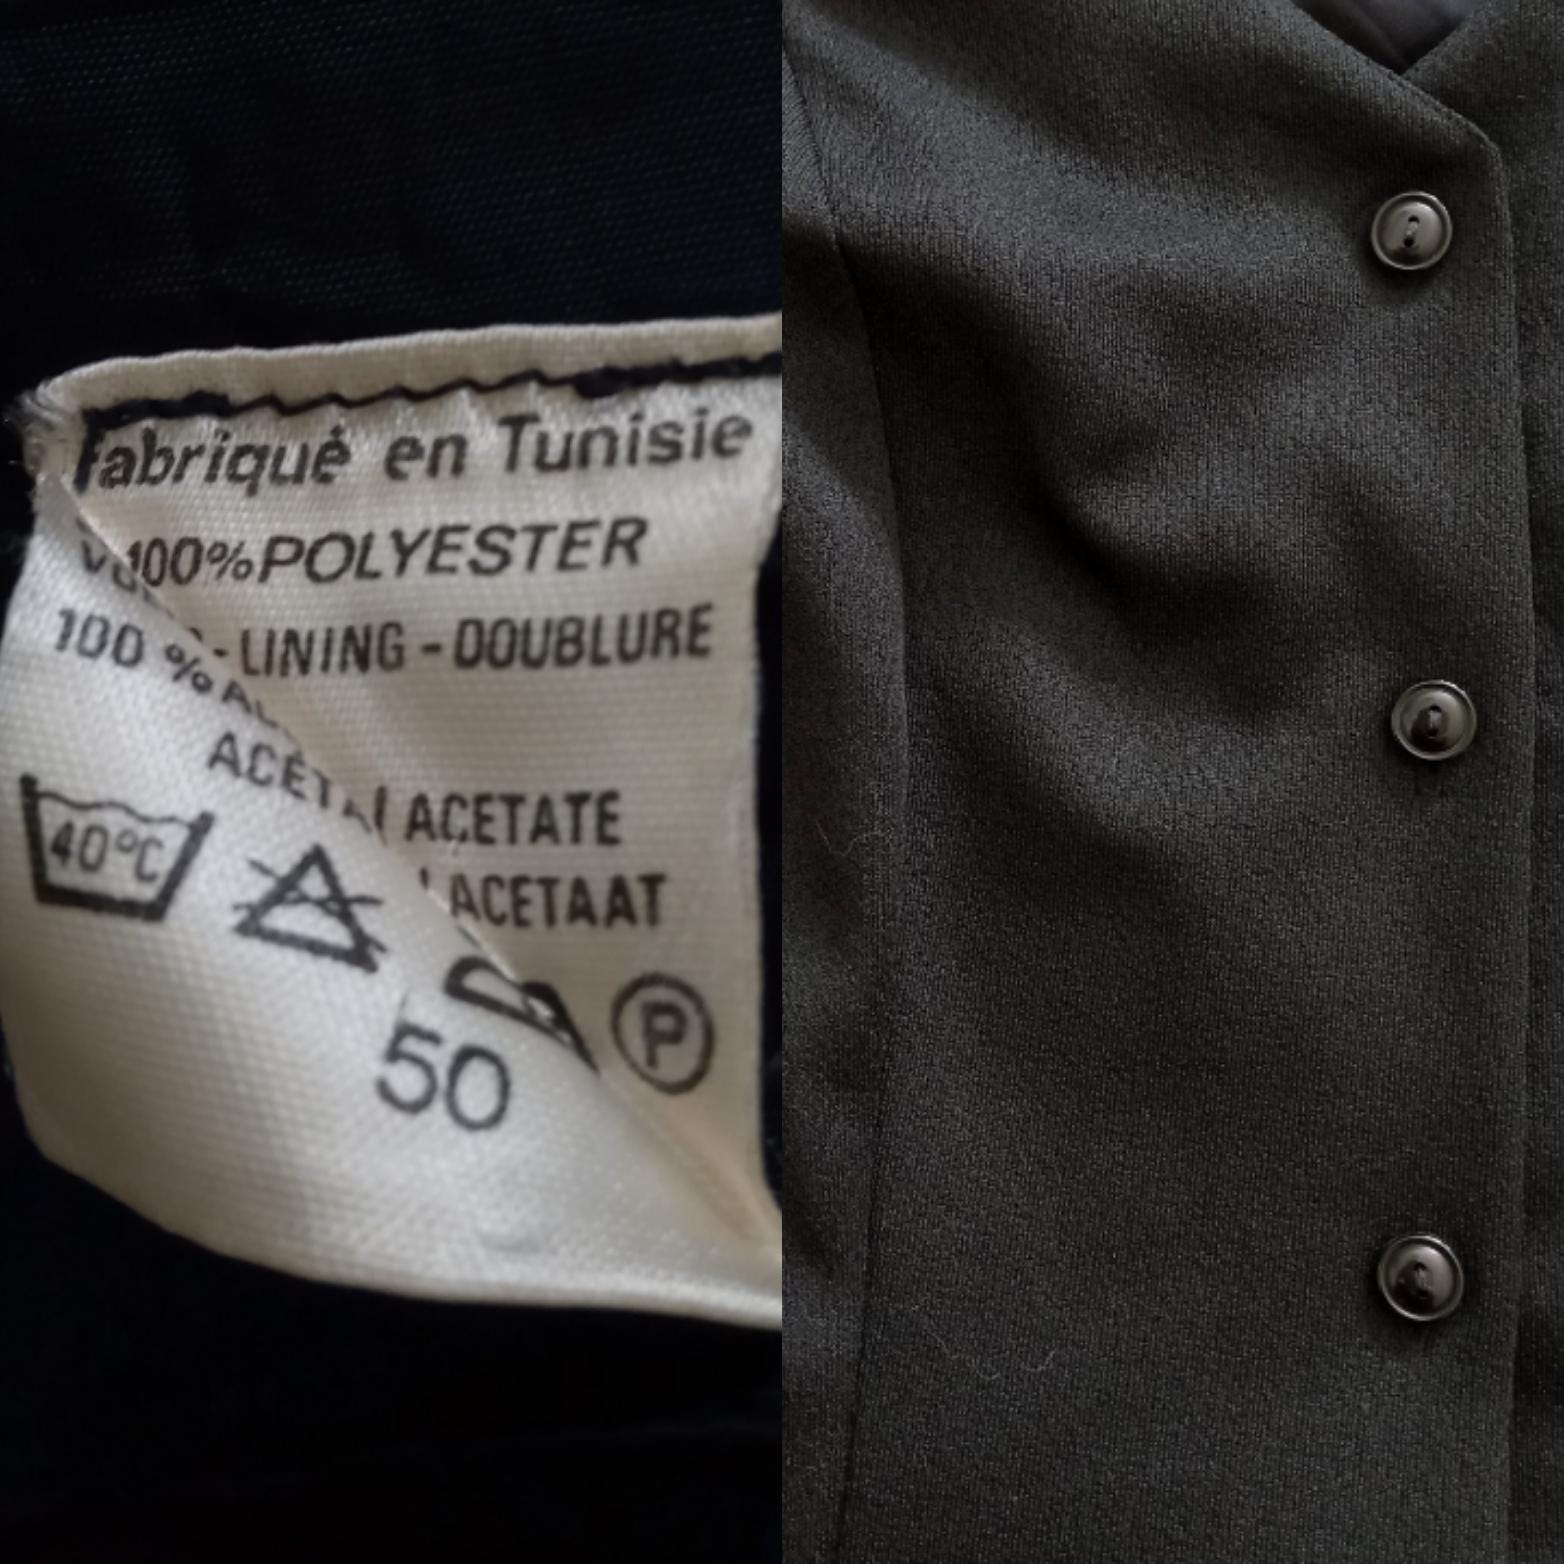 Fabriqué en Tunisie
100%POLYESTER
- LINING - DOUBLURE
100 %
ACETATE
ACETAAT
40°C
P
50